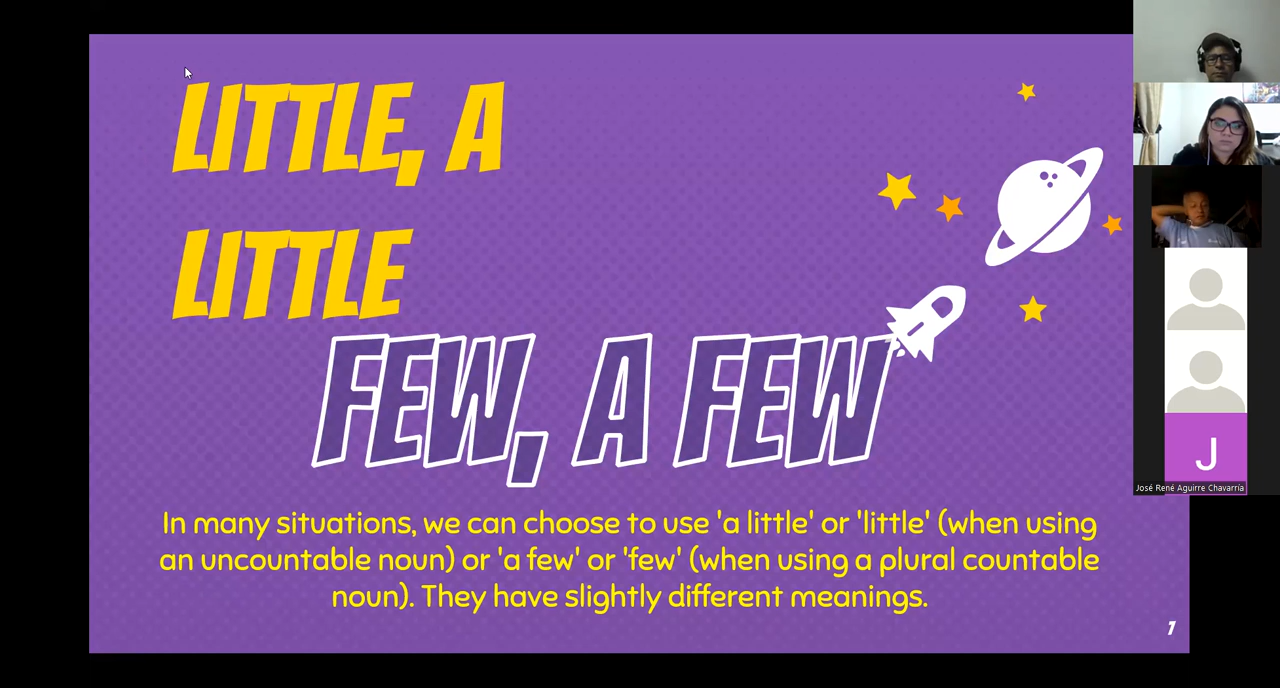 LITTLE, A
LITTLE
FEW, A FEW
In many situations, we can choose to use 'a little' or 'little' (when using
an uncountable noun) or 'a few' or 'few' (when using a plural countable
noun). They have slightly different meanings.
1
J
José René Aguirre Chavarría